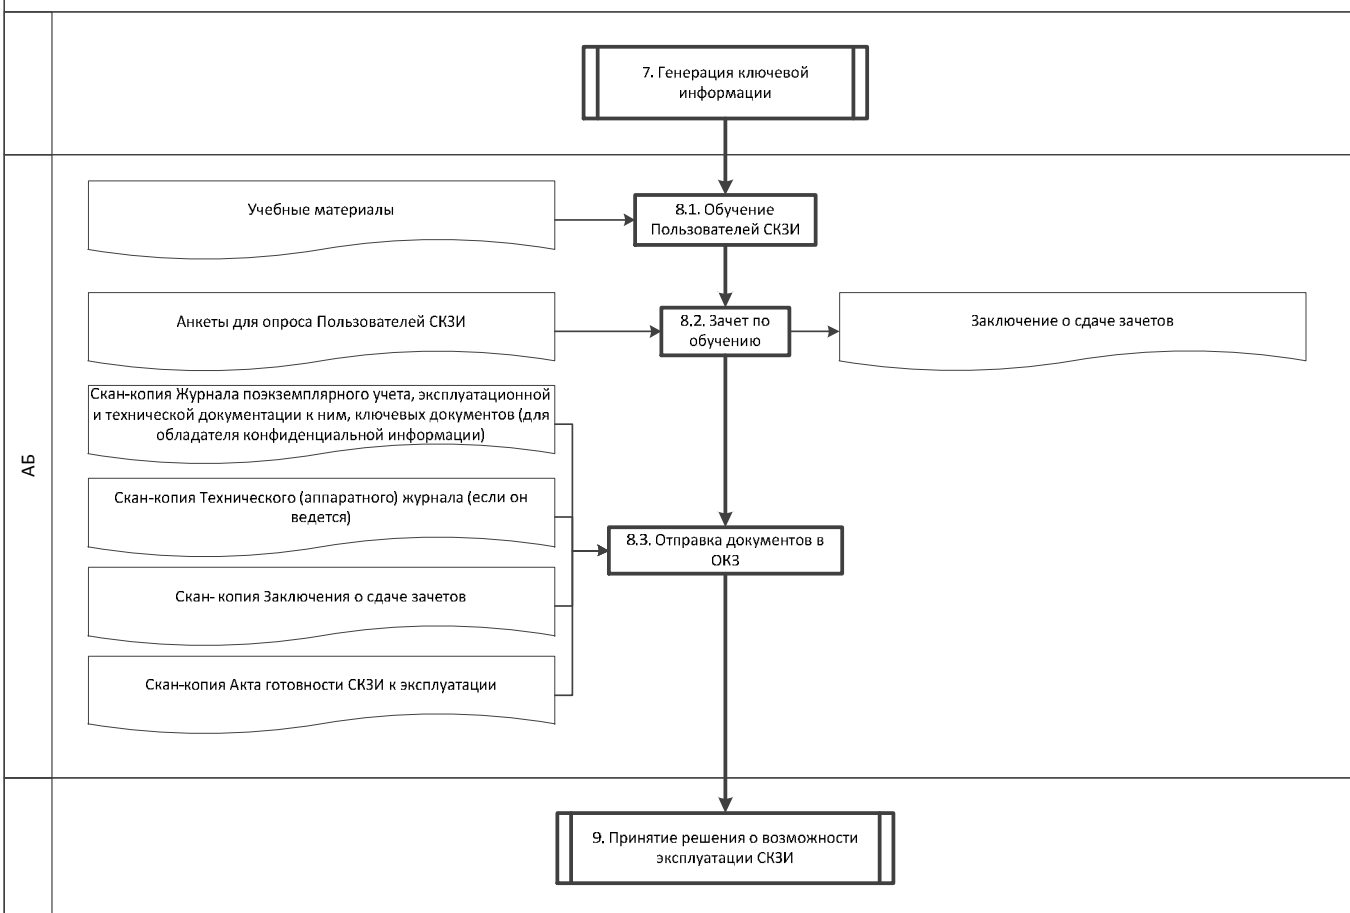 7. Генерация ключевой
информации
Учебные материалы
8.1. Обучение
Пользователей СКЗИ
Анкеты для опроса Пользователей СКЗИ
8.2. Зачет по
обучению
Заключение о сдаче зачетов
Скан-копия Журнала поэкземплярного учета, эксплуатационной
и технической документации к ним, ключевых документов (для
обладателя конфиденциальной информации)
АБ
Скан-копия Технического (аппаратного) журнала (если он
ведется)
8.3. Отправка документов в
ОКЗ
Скан- копия Заключения о сдаче зачетов
Скан-копия Акта готовности СКЗИ к эксплуатации
9. Принятие решения о возможности
эксплуатации СКЗИ